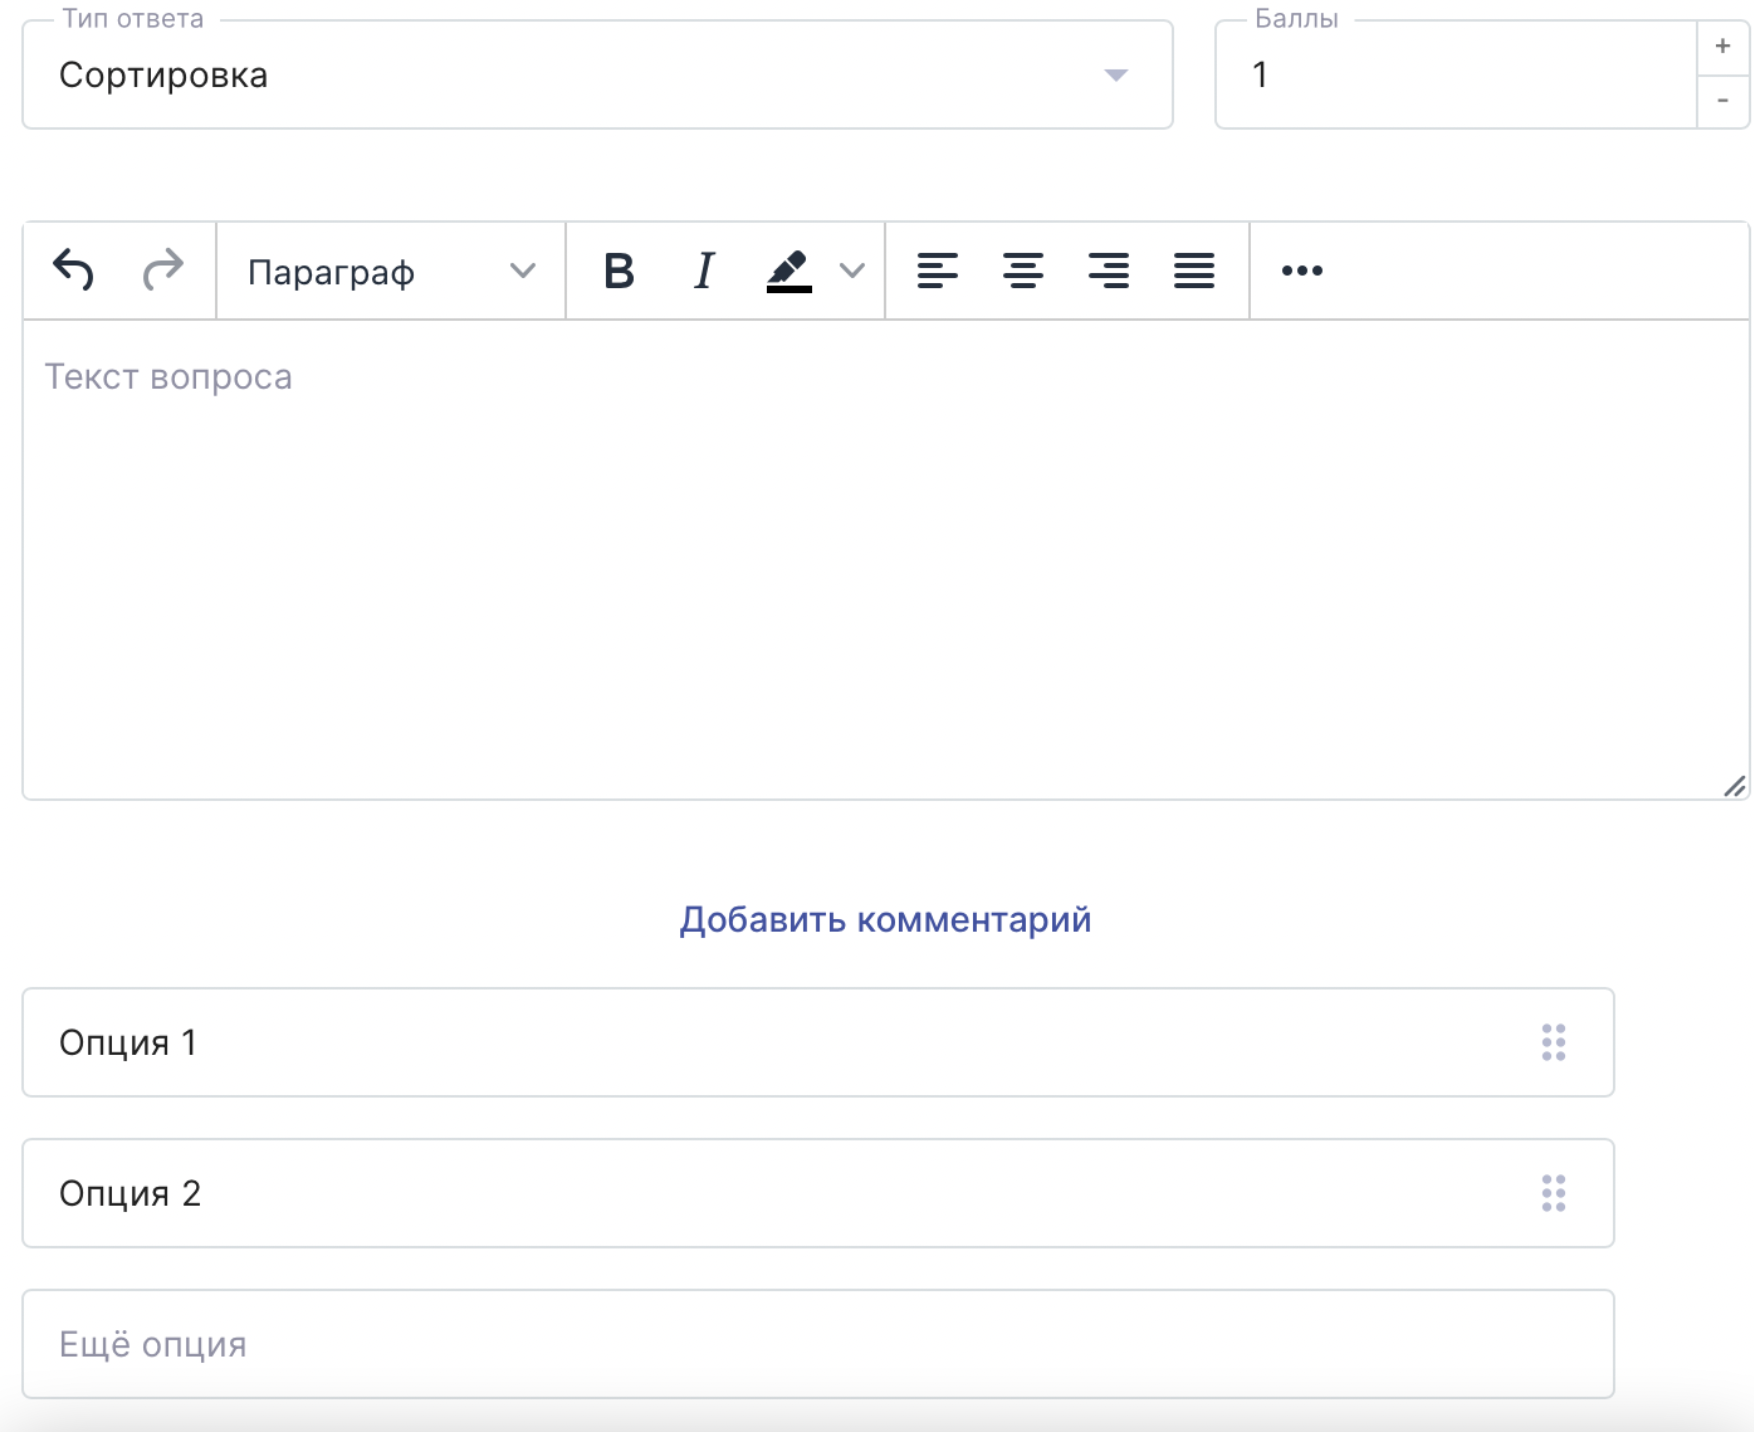 Тип ответа
Сортировка
Баллы
1
+
-
Параграф
B I
Текст вопроса
Добавить комментарий
Опция 1
Опция 2
Ещё опция